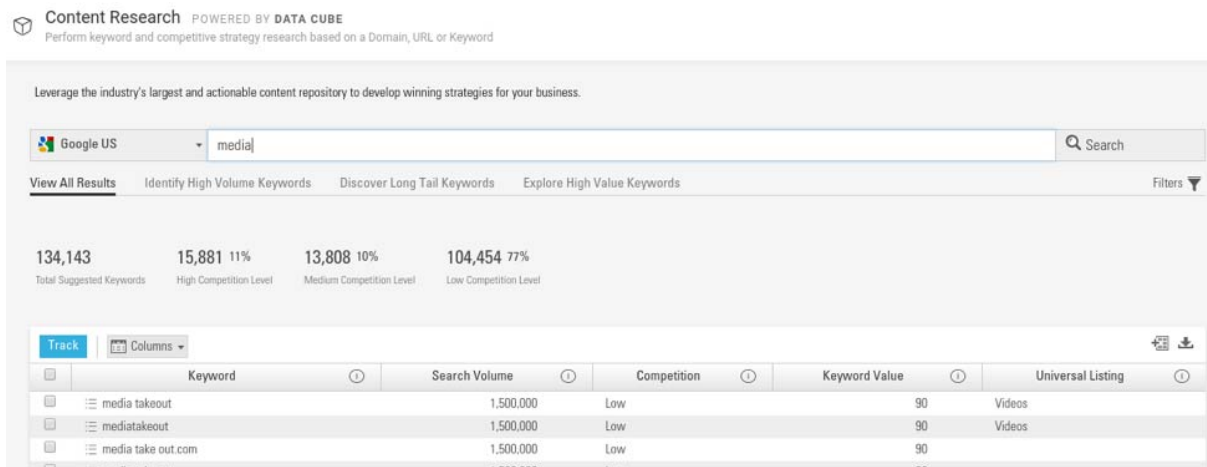 Content Research POWERED BY DATA CUBE
Perform keyword and competitive strategy research based on a Domain, URL or Keyword
Leverage the industry's largest and actionable content repository to develop winning strategies for your business.
Google US media Search
View All Results Identify High Volume Keywords Discover Long Tail Keywords Explore High Value Keywords Filters
134,143 15,881 11% 13,808 10% 104,454 77%
Total Suggested Keywords High Competition Level Medium Competition Level Low Competition Level
Track Columns
Keyword Search Volume Competition Keyword Value Universal Listing
media takeout 1,500,000 Low 90 Videos
mediatakeout 1,500,000 Low 90 Videos
media take out.com 1,500,000 Low 90